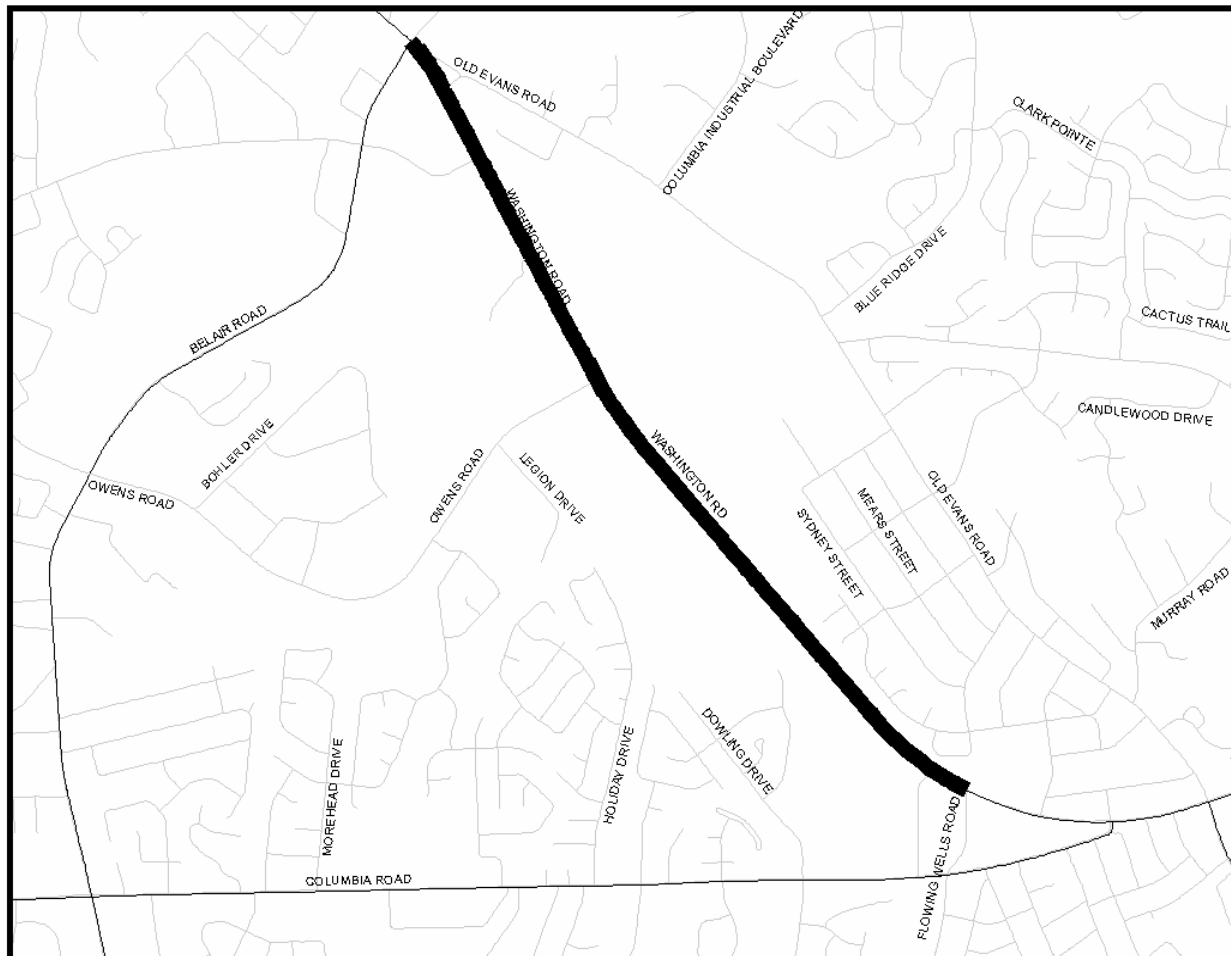 OLD EVANS ROAD
COLUMBIA INDUSTRIAL BOULEVARD
CLARK POINTE
WASHINGTON ROAD
BLUE RIDGE DRIVE
BELAIR ROAD
CACTUS TRAIL
CANDLEWOOD DRIVE
BOHLER DRIVE
OWENS ROAD
OWENS ROAD
LEGION DRIVE
WASHINGTON RD
OLD EVANS ROAD
MEARS STREET
SYDNEY STREET
MURRAY ROAD
DOWLING DRIVE
HOLIDAY DRIVE
MOREHEAD DRIVE
COLUMBIA ROAD
FLOWING WELLS ROAD